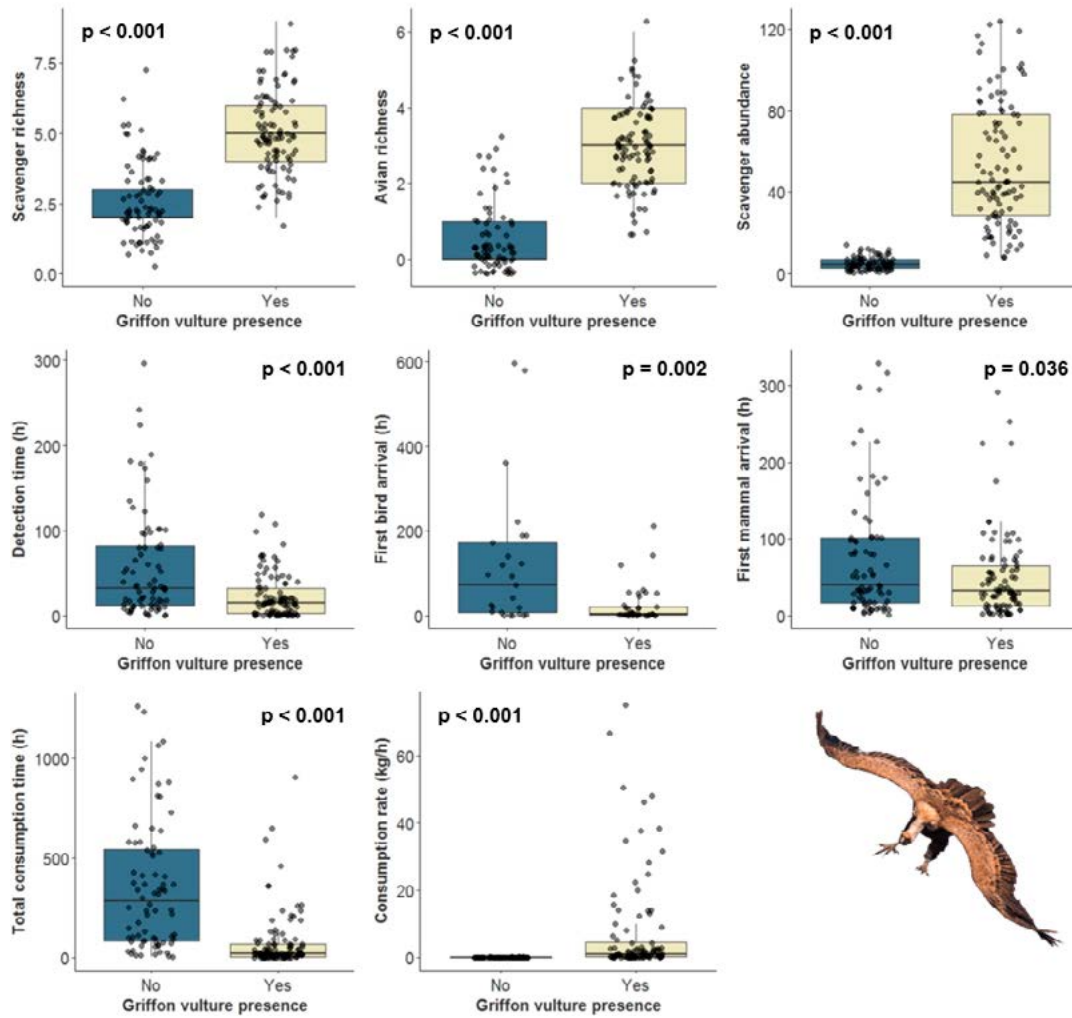 p < 0.001
Scavenger richness
7.5
5.0
2.5
0.0
No Yes
Griffon vulture presence
p < 0.001
Avian richness
6
4
2
0
No Yes
Griffon vulture presence
p < 0.001
Scavenger abundance
120
80
40
0
No Yes
Griffon vulture presence
p < 0.001
Detection time (h)
300
200
100
0
No Yes
Griffon vulture presence
p = 0.002
First bird arrival (h)
600
400
200
0
No Yes
Griffon vulture presence
p = 0.036
First mammal arrival (h)
300
200
100
0
No Yes
Griffon vulture presence
p < 0.001
Total consumption time (h)
1000
500
0
No Yes
Griffon vulture presence
p < 0.001
Consumption rate (kg/h)
60
40
20
0
No Yes
Griffon vulture presence